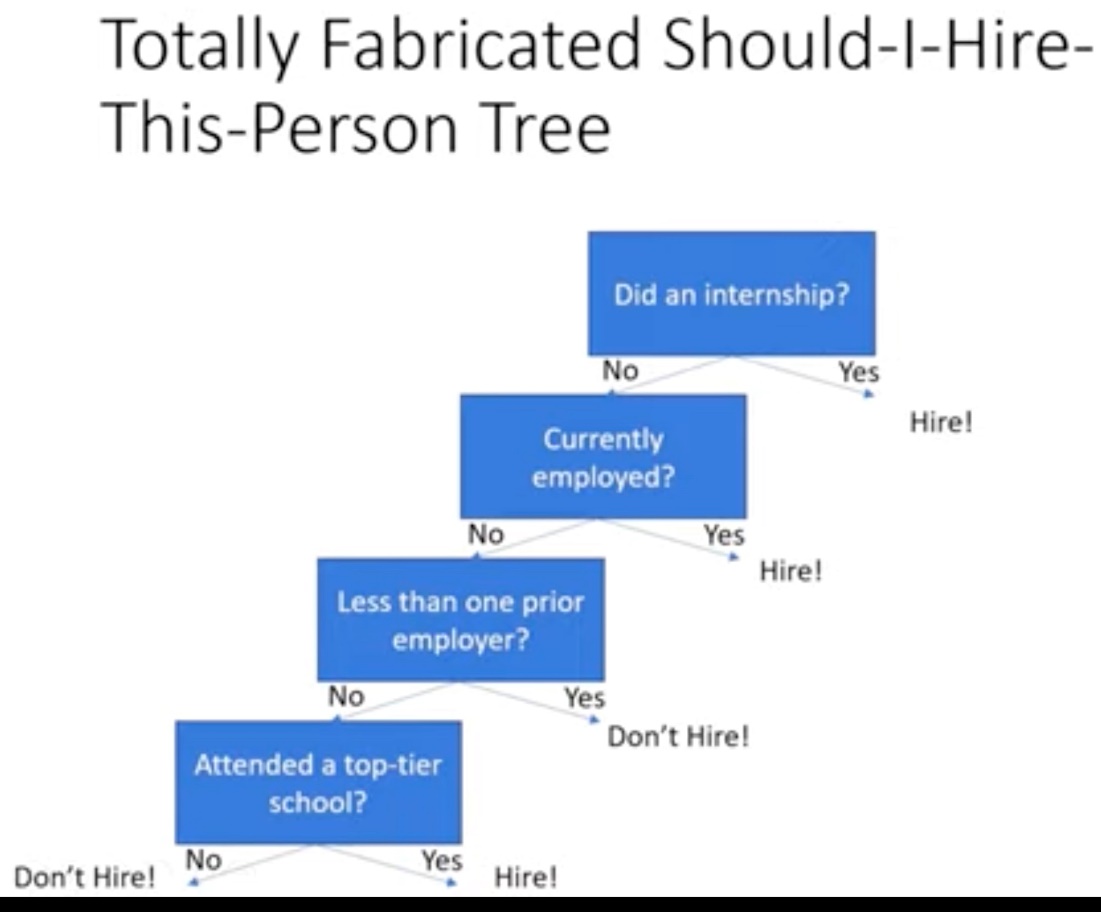 Totally Fabricated Should-I-Hire-
This-Person Tree
Did an internship?
No
Yes
Hire!
Currently
employed?
No
Yes
Hire!
Less than one prior
employer?
No
Yes
Don't Hire!
Attended a top-tier
school?
No
Yes
Don't Hire!
Hire!